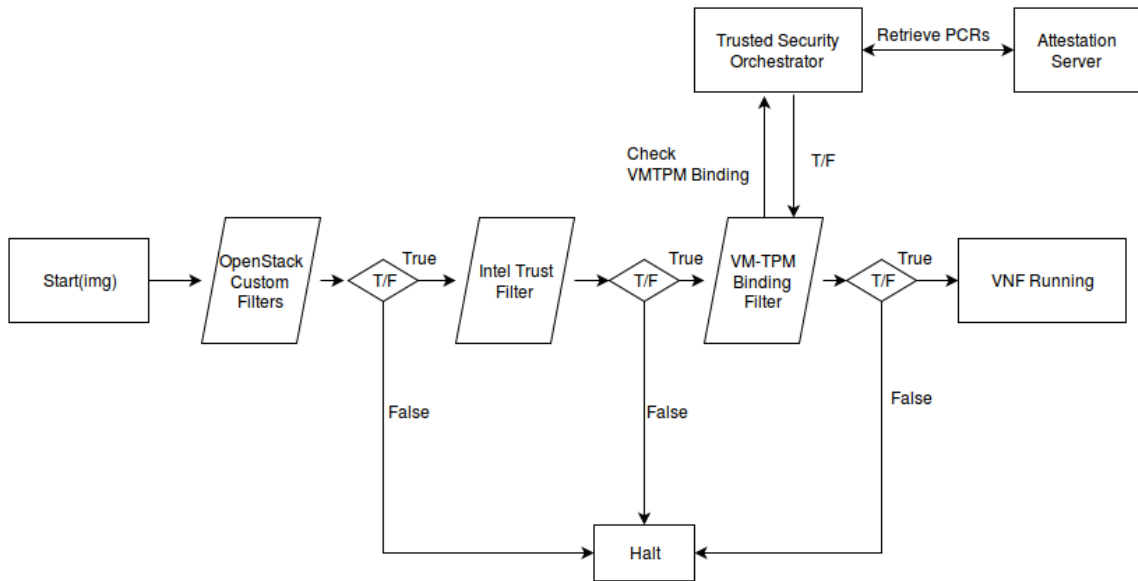 Trusted Security
Orchestrator
Retrieve PCRs
Attestation
Server
Check
VMTPM Binding
T/F
Start(img)
OpenStack
Custom
Filters
T/F
True
Intel Trust
Filter
T/F
True
VM-TPM
Binding
Filter
T/F
True
VNF Running
False
False
False
Halt